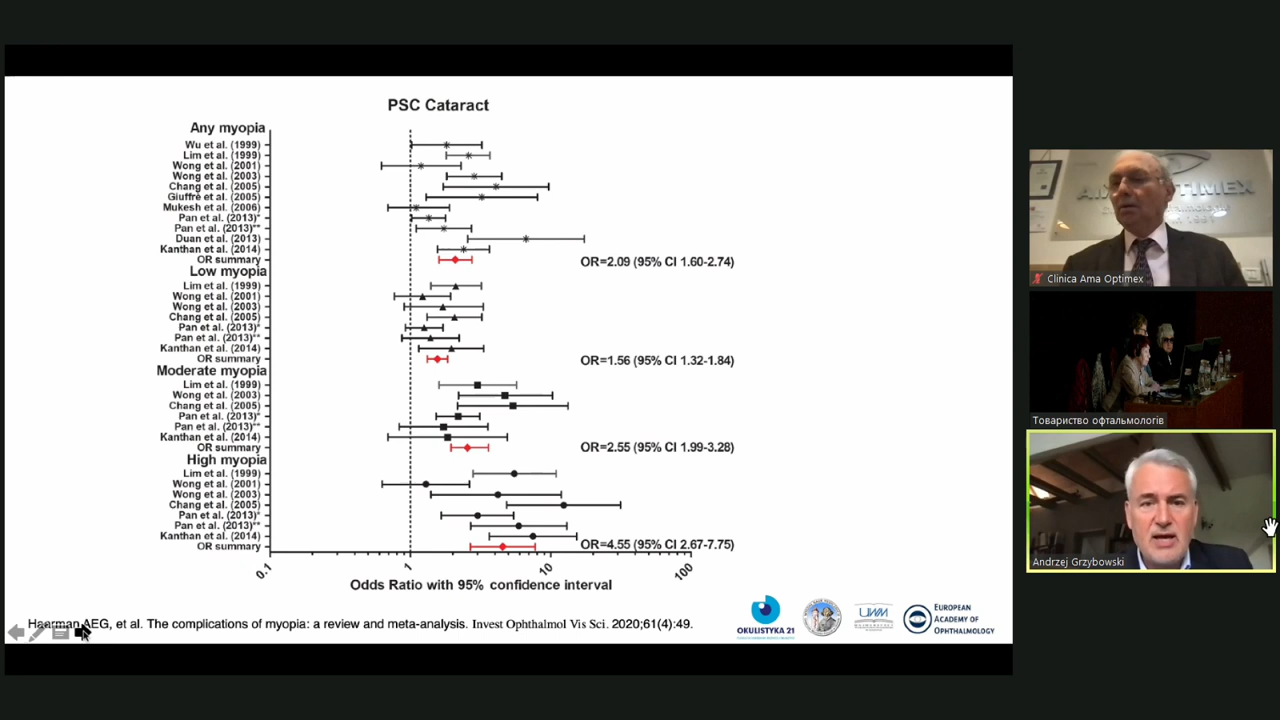 PSC Cataract
Any myopia
Wu et al. (1999)
Lim et al. (1999)
Wong et al. (2001)
Wong et al. (2003)
Chang et al. (2005)
Giuffrè et al. (2005)
Mukesh et al. (2006)
Pan et al. (2013)*
Pan et al. (2013)**
Duan et al. (2013)
Kanthan et al. (2014)
OR summary
OR=2.09 (95% CI 1.60-2.74)
Low myopia
Lim et al. (1999)
Wong et al. (2001)
Wong et al. (2003)
Chang et al. (2005)
Pan et al. (2013)*
Pan et al. (2013)**
Kanthan et al. (2014)
OR summary
OR=1.56 (95% CI 1.32-1.84)
Moderate myopia
Lim et al. (1999)
Wong et al. (2003)
Chang et al. (2005)
Pan et al. (2013)*
Pan et al. (2013)**
Kanthan et al. (2014)
OR summary
OR=2.55 (95% CI 1.99-3.28)
High myopia
Lim et al. (1999)
Wong et al. (2001)
Wong et al. (2003)
Chang et al. (2005)
Pan et al. (2013)*
Pan et al. (2013)**
Kanthan et al. (2014)
OR summary
OR=4.55 (95% CI 2.67-7.75)
0.1 1 10 100
Odds Ratio with 95% confidence interval
Haarman AEG, et al. The complications of myopia: a review and meta-analysis. Invest Ophthalmol Vis Sci. 2020;61(4):49.
OKULISTYKA 21
UWM
EUROPEAN
ACADEMY OF
OPHTHALMOLOGY
Clinica Ama Optimex
Товариство офтальмологів
Andrzej Grzybowski